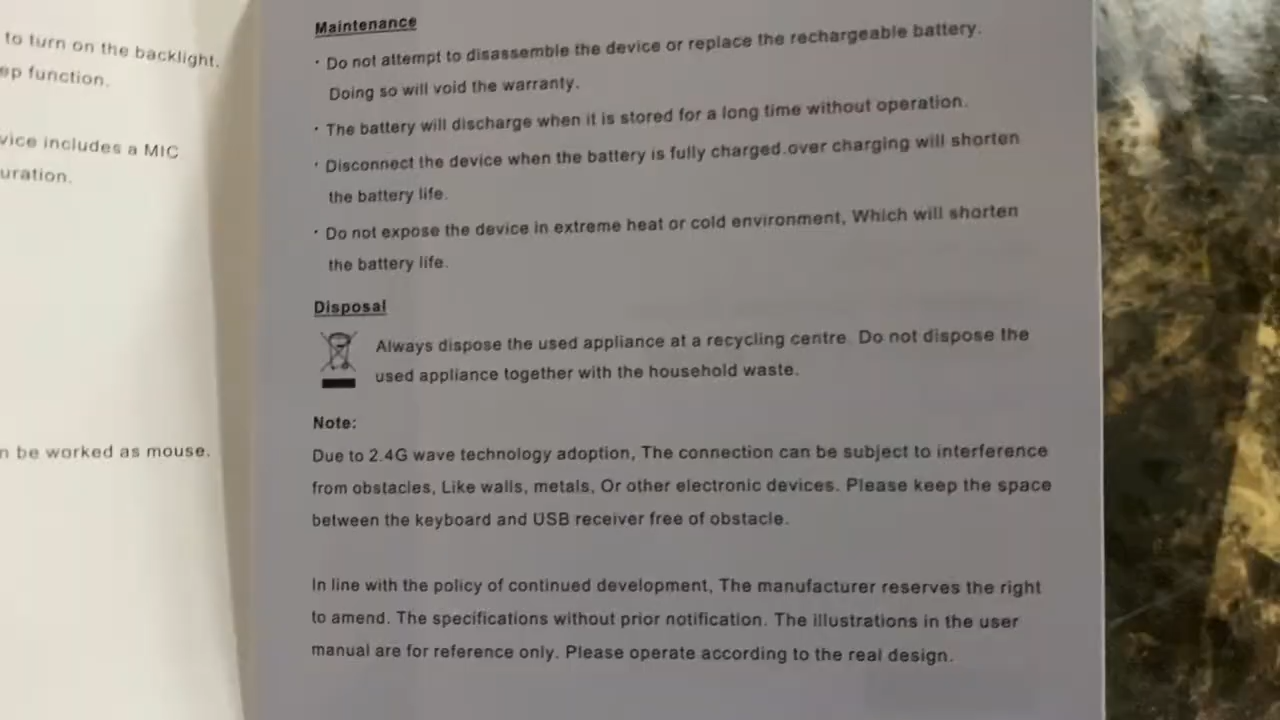 to turn on the backlight.
ep function.
vice includes a MIC
uration.
n be worked as mouse.
Maintenance
· Do not attempt to disassemble the device or replace the rechargeable battery.
Doing so will void the warranty.
· The battery will discharge when it is stored for a long time without operation.
· Disconnect the device when the battery is fully charged.over charging will shorten
the battery life.
· Do not expose the device in extreme heat or cold environment, Which will shorten
the battery life.
Disposal
Always dispose the used appliance at a recycling centre. Do not dispose the
used appliance together with the household waste.
Note:
Due to 2.4G wave technology adoption, The connection can be subject to interference
from obstacles, Like walls, metals, Or other electronic devices. Please keep the space
between the keyboard and USB receiver free of obstacle.
In line with the policy of continued development, The manufacturer reserves the right
to amend. The specifications without prior notification. The illustrations in the user
manual are for reference only. Please operate according to the real design.